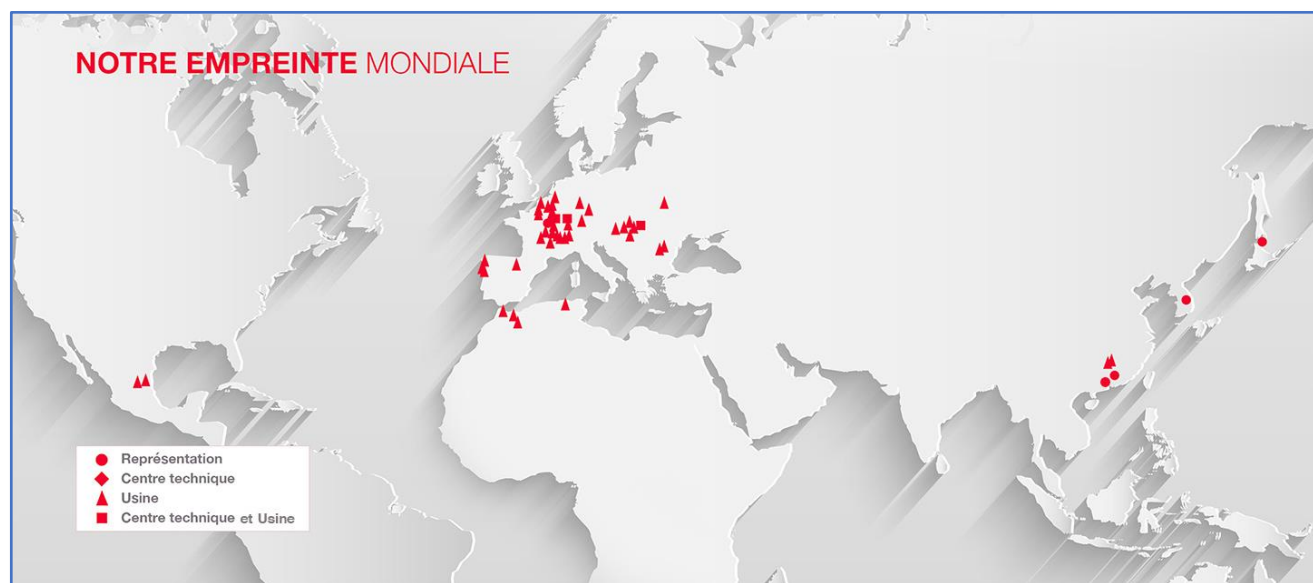 NOTRE EMPREINTE MONDIALE
Représentation
Centre technique
Usine
Centre technique et Usine